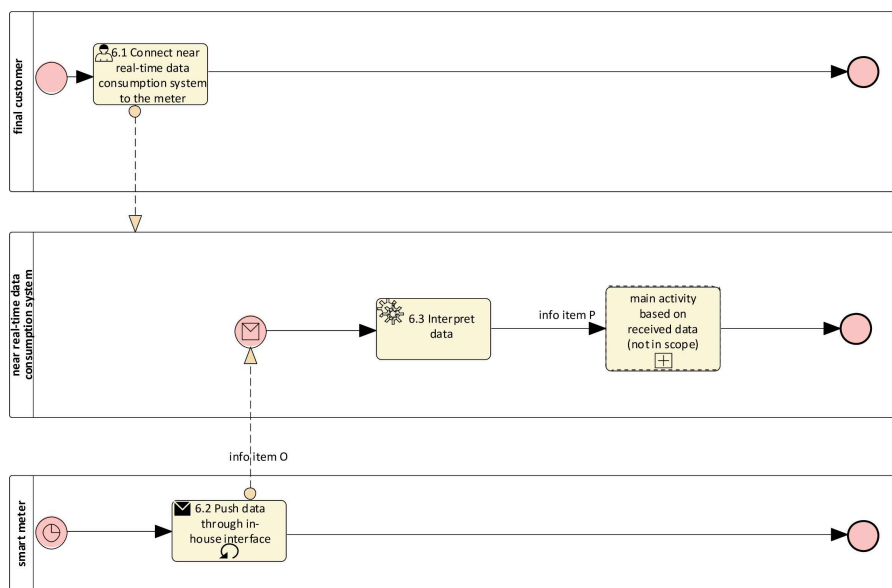 final customer
6.1 Connect near
real-time data
consumption system
to the meter
near real-time data
consumption system
6.3 Interpret
data
info item P
main activity
based on
received data
(not in scope)
info item O
smart meter
6.2 Push data
through in-
house interface